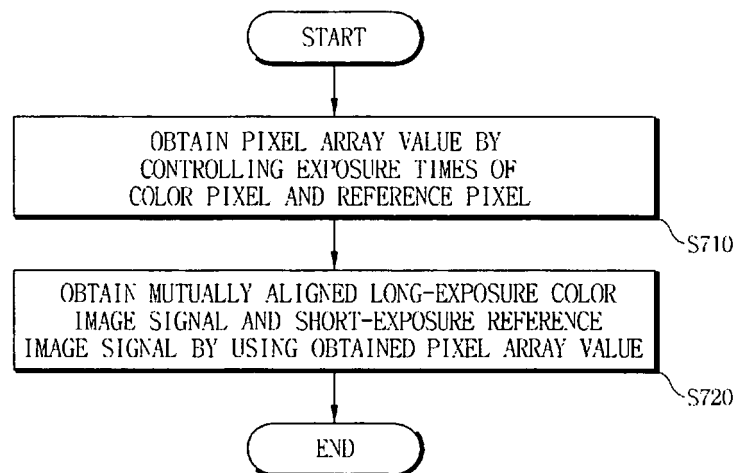 START
OBTAIN PIXEL ARRAY VALUE BY
CONTROLLING EXPOSURE TIMES OF
COLOR PIXEL AND REFERENCE PIXEL
S710
OBTAIN MUTUALLY ALIGNED LONG-EXPOSURE COLOR
IMAGE SIGNAL AND SHORT-EXPOSURE REFERENCE
IMAGE SIGNAL BY USING OBTAINED PIXEL ARRAY VALUE
S720
END